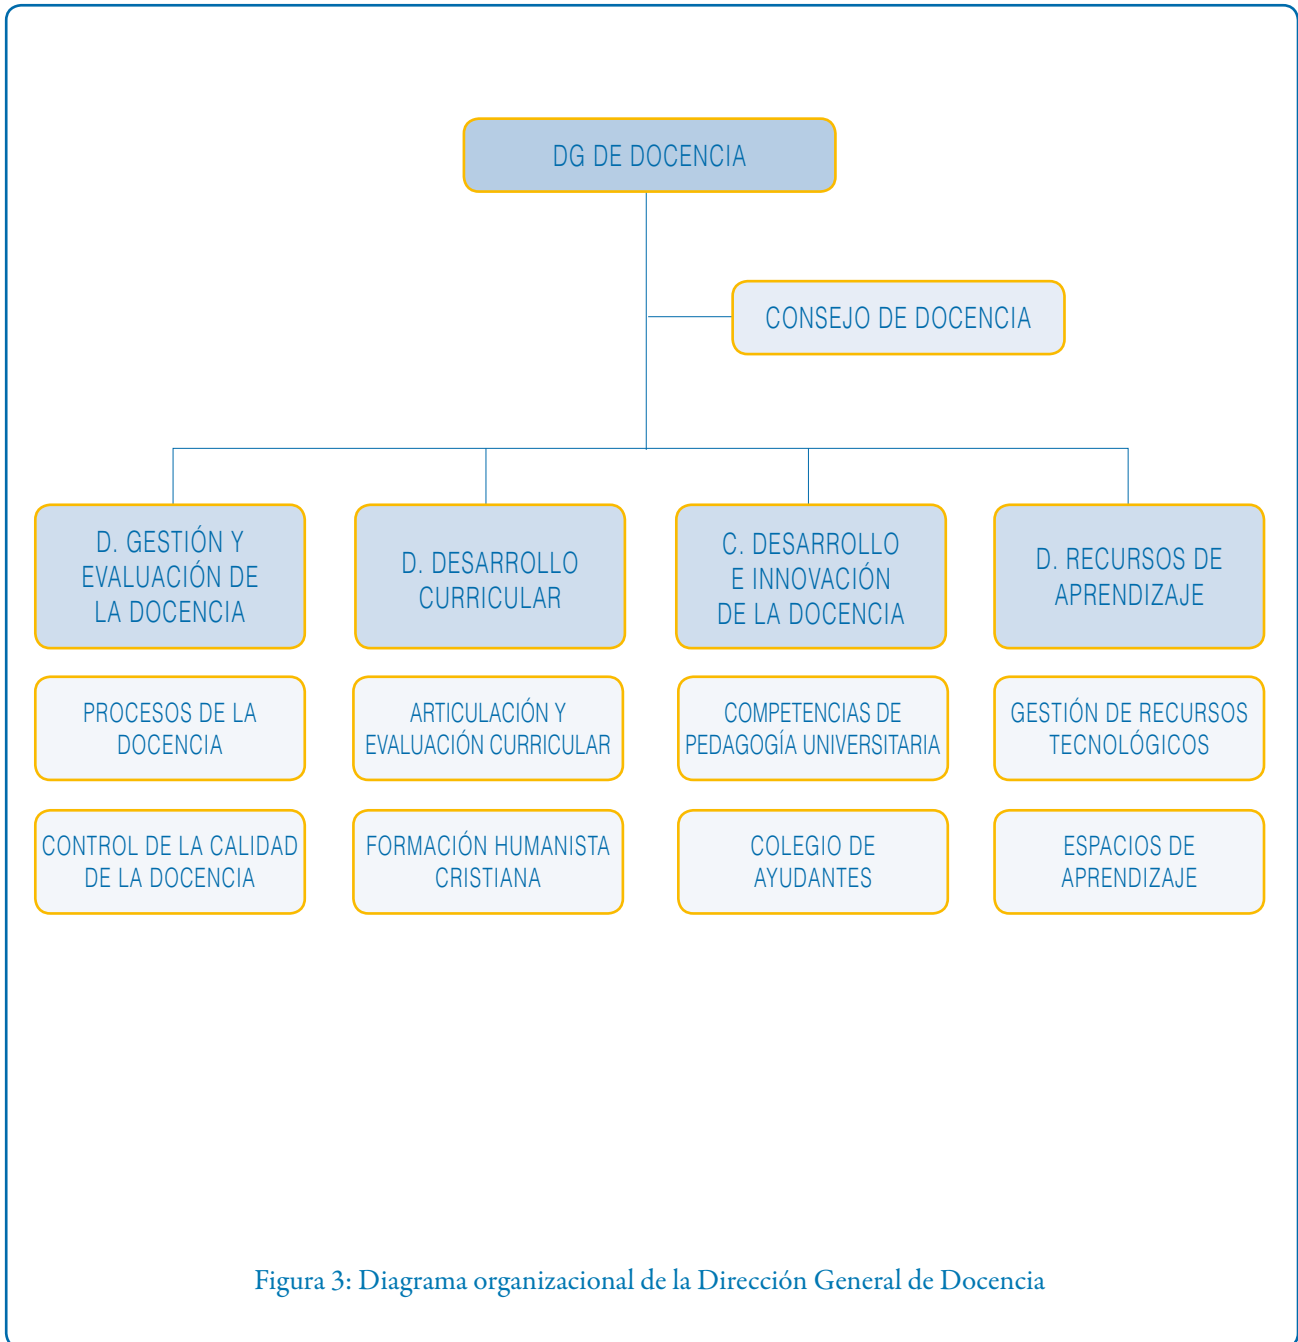 DG DE DOCENCIA
CONSEJO DE DOCENCIA
D. GESTIÓN Y
EVALUACIÓN DE
LA DOCENCIA
D. DESARROLLO
CURRICULAR
C. DESARROLLO
E INNOVACIÓN
DE LA DOCENCIA
D. RECURSOS DE
APRENDIZAJE
PROCESOS DE LA
DOCENCIA
ARTICULACIÓN Y
EVALUACIÓN CURRICULAR
COMPETENCIAS DE
PEDAGOGÍA UNIVERSITARIA
GESTIÓN DE RECURSOS
TECNOLÓGICOS
CONTROL DE LA CALIDAD
DE LA DOCENCIA
FORMACIÓN HUMANISTA
CRISTIANA
COLEGIO DE
AYUDANTES
ESPACIOS DE
APRENDIZAJE
Figura 3: Diagrama organizacional de la Dirección General de Docencia